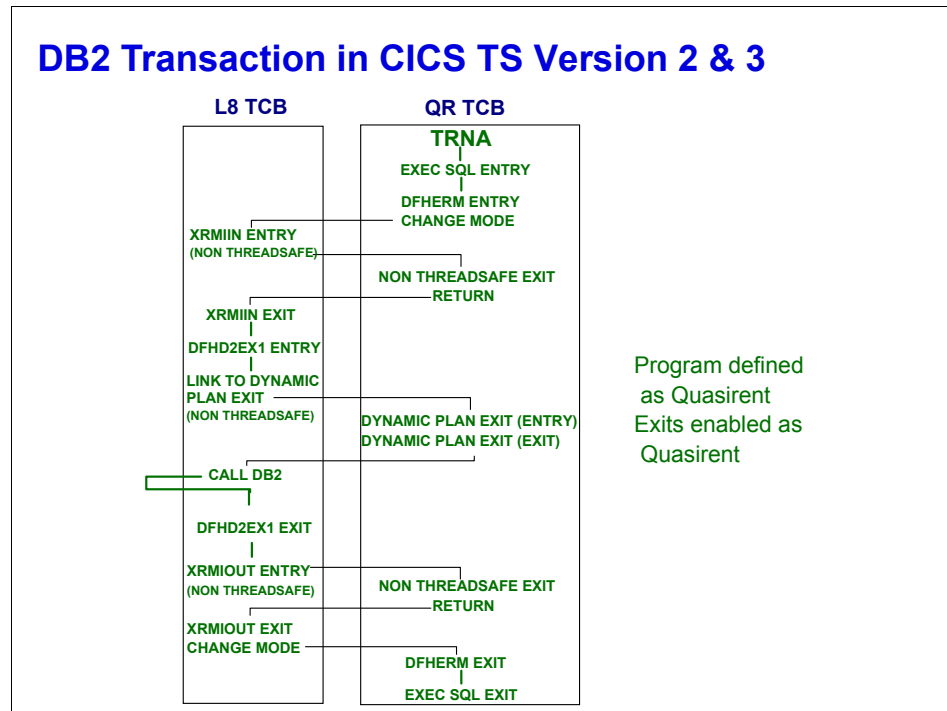 DB2 Transaction in CICS TS Version 2 & 3
L8 TCB
QR TCB
TRNA
EXEC SQL ENTRY
DFHERM ENTRY
CHANGE MODE
XRMIIN ENTRY
(NON THREADSAFE)
NON THREADSAFE EXIT
RETURN
XRMIIN EXIT
DFHD2EX1 ENTRY
LINK TO DYNAMIC
PLAN EXIT
(NON THREADSAFE)
DYNAMIC PLAN EXIT (ENTRY)
DYNAMIC PLAN EXIT (EXIT)
CALL DB2
DFHD2EX1 EXIT
XRMIOUT ENTRY
(NON THREADSAFE)
NON THREADSAFE EXIT
RETURN
XRMIOUT EXIT
CHANGE MODE
DFHERM EXIT
EXEC SQL EXIT
Program defined
as Quasirent
Exits enabled as
Quasirent